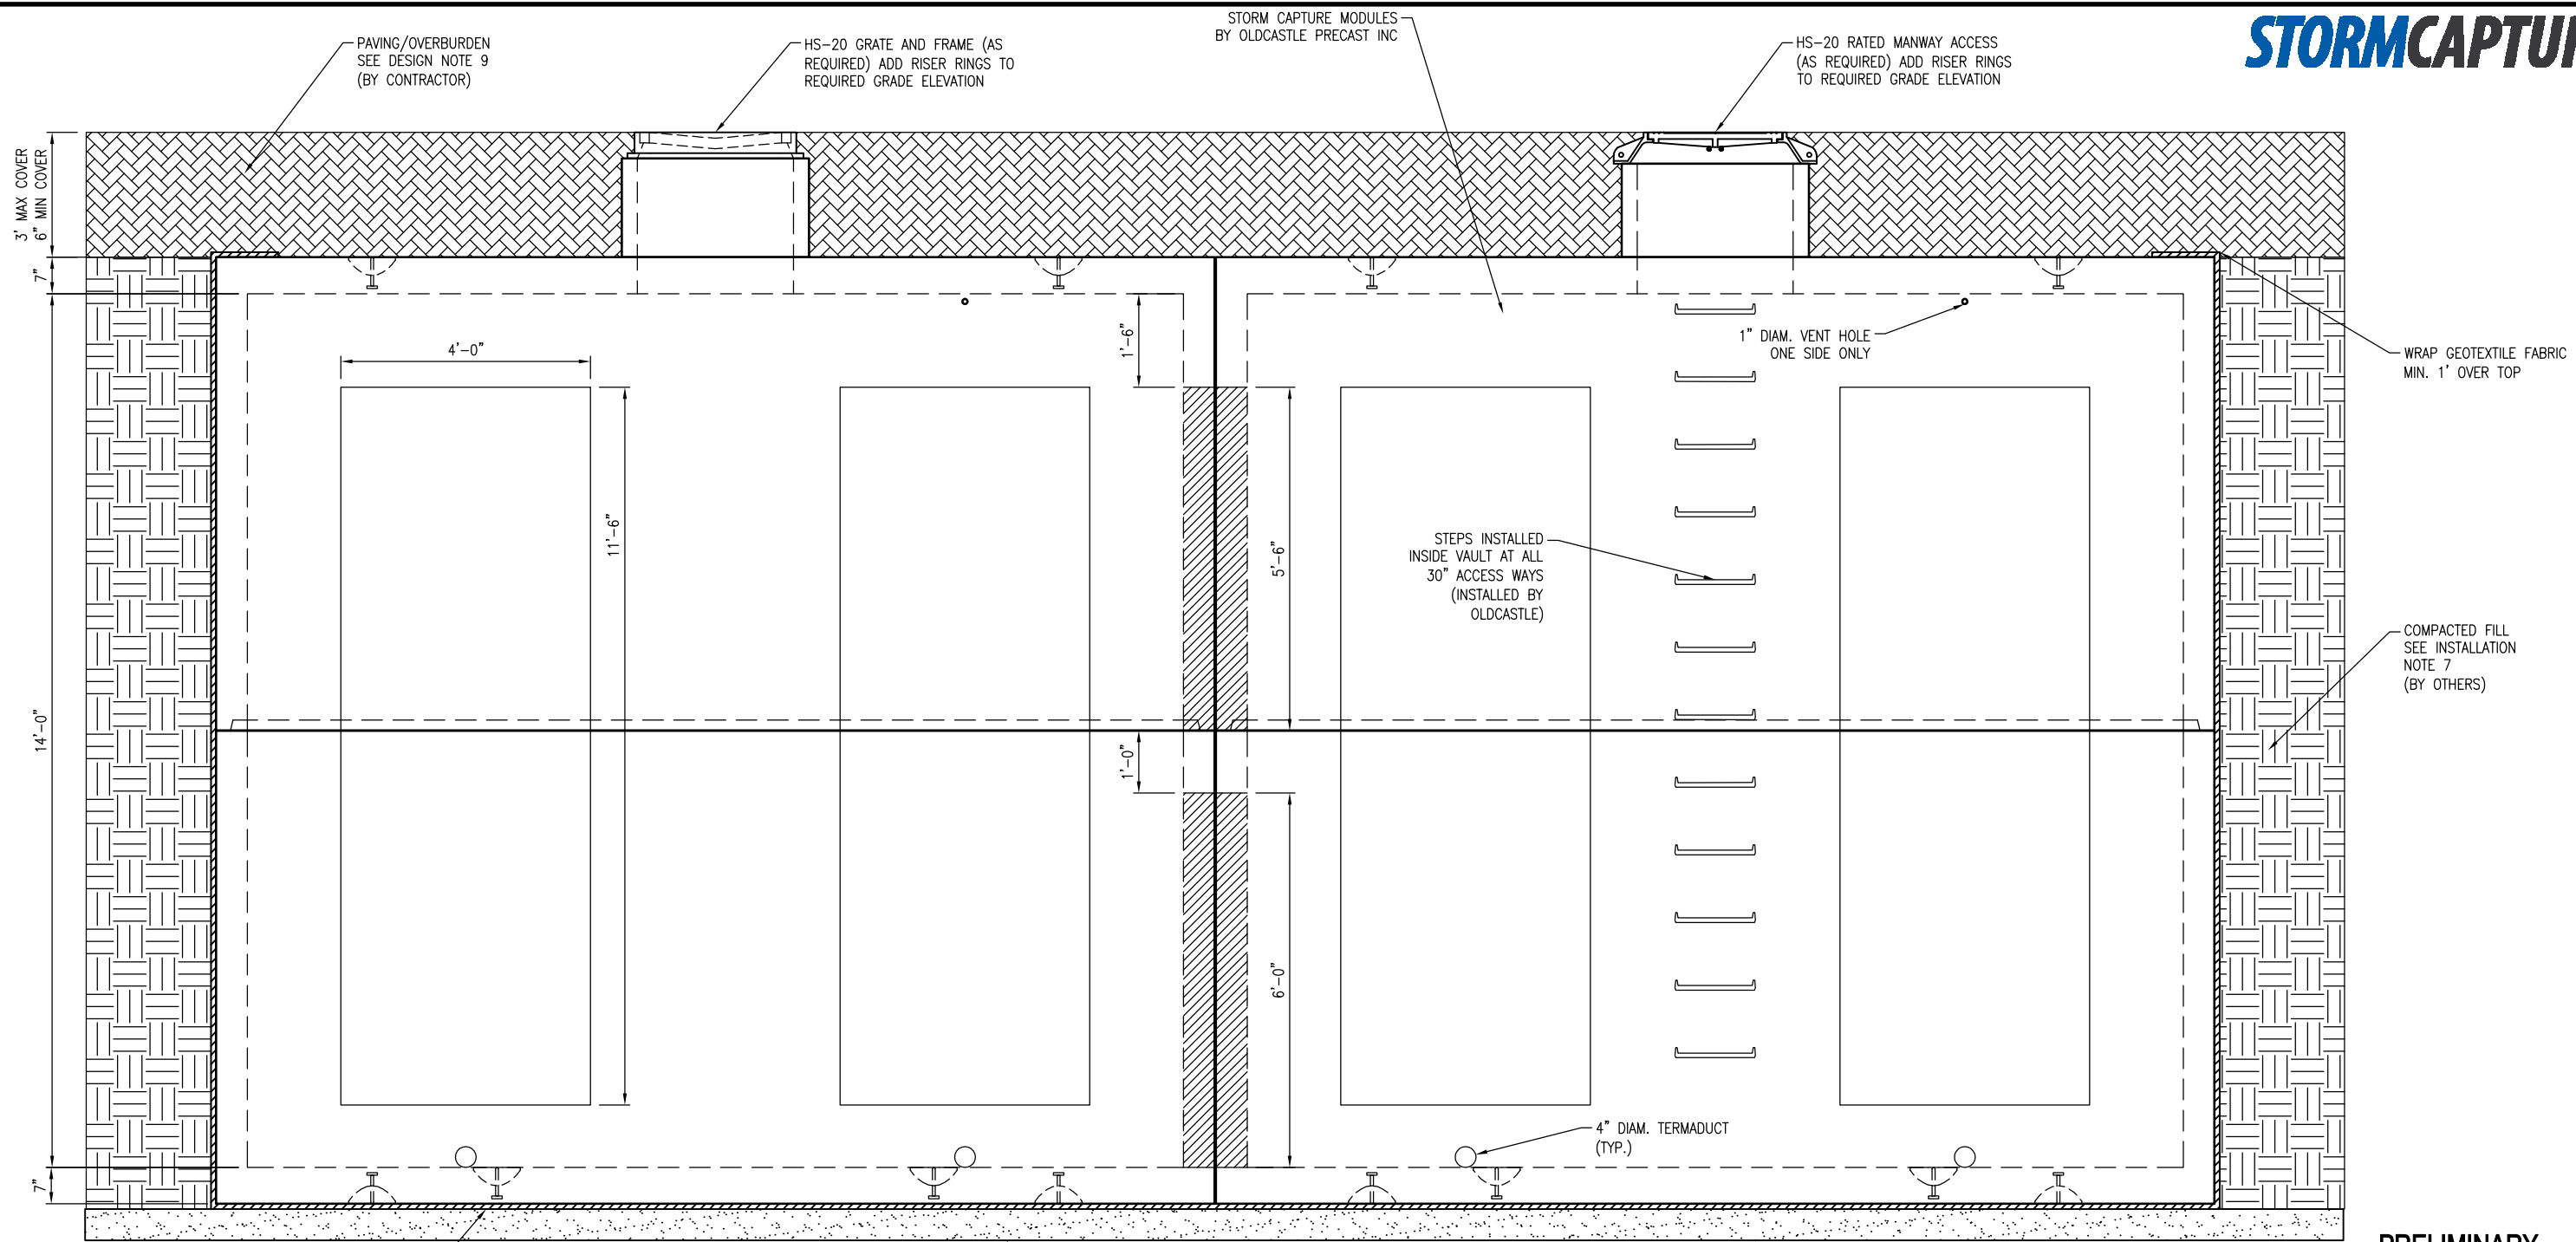 STORM CAPTURE MODULES
BY OLDCASTLE PRECAST INC
PAVING/OVERBURDEN
SEE DESIGN NOTE 9
(BY CONTRACTOR)
HS-20 GRATE AND FRAME (AS
REQUIRED) ADD RISER RINGS TO
REQUIRED GRADE ELEVATION
HS-20 RATED MANWAY ACCESS
(AS REQUIRED) ADD RISER RINGS
TO REQUIRED GRADE ELEVATION
3' MAX COVER
6" MIN COVER
7"
1'-6"
1" DIAM. VENT HOLE
ONE SIDE ONLY
WRAP GEOTEXTILE FABRIC
MIN. 1' OVER TOP
4'-0"
11'-6"
5'-6"
STEPS INSTALLED
INSIDE VAULT AT ALL
30" ACCESS WAYS
(INSTALLED BY
OLDCASTLE)
COMPACTED FILL
SEE INSTALLATION
NOTE 7
(BY OTHERS)
14'-0"
1'-0"
6'-0"
4" DIAM. TERMADUCT
(TYP.)
7"